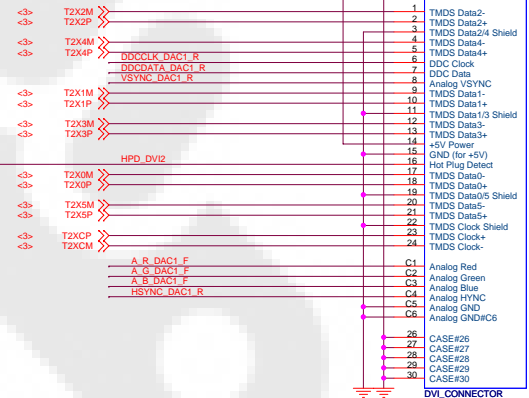 <3> T2X2M 1 TMDS Data2-
<3> T2X2P 2 TMDS Data2+
3 TMDS Data2/4 Shield
<3> T2X4M 4 TMDS Data4-
<3> T2X4P 5 TMDS Data4+
DDCCLK_DAC1_R 6 DDC Clock
DDCDATA_DAC1_R 7 DDC Data
VSYNC_DAC1_R 8 Analog VSYNC
<3> T2X1M 9 TMDS Data1-
<3> T2X1P 10 TMDS Data1+
11 TMDS Data1/3 Shield
<3> T2X3M 12 TMDS Data3-
<3> T2X3P 13 TMDS Data3+
14 +5V Power
15 GND (for +5V)
HPD_DVI2 16 Hot Plug Detect
<3> T2X0M 17 TMDS Data0-
<3> T2X0P 18 TMDS Data0+
19 TMDS Data0/5 Shield
<3> T2X5M 20 TMDS Data5-
<3> T2X5P 21 TMDS Data5+
22 TMDS Clock Shield
<3> T2XCP 23 TMDS Clock+
<3> T2XCM 24 TMDS Clock-
A_R_DAC1_F C1 Analog Red
A_G_DAC1_F C2 Analog Green
A_B_DAC1_F C3 Analog Blue
HSYNC_DAC1_R C4 Analog HYNC
C5 Analog GND
C6 Analog GND#C6
26 CASE#26
27 CASE#27
28 CASE#28
29 CASE#29
30 CASE#30
DVI_CONNECTOR